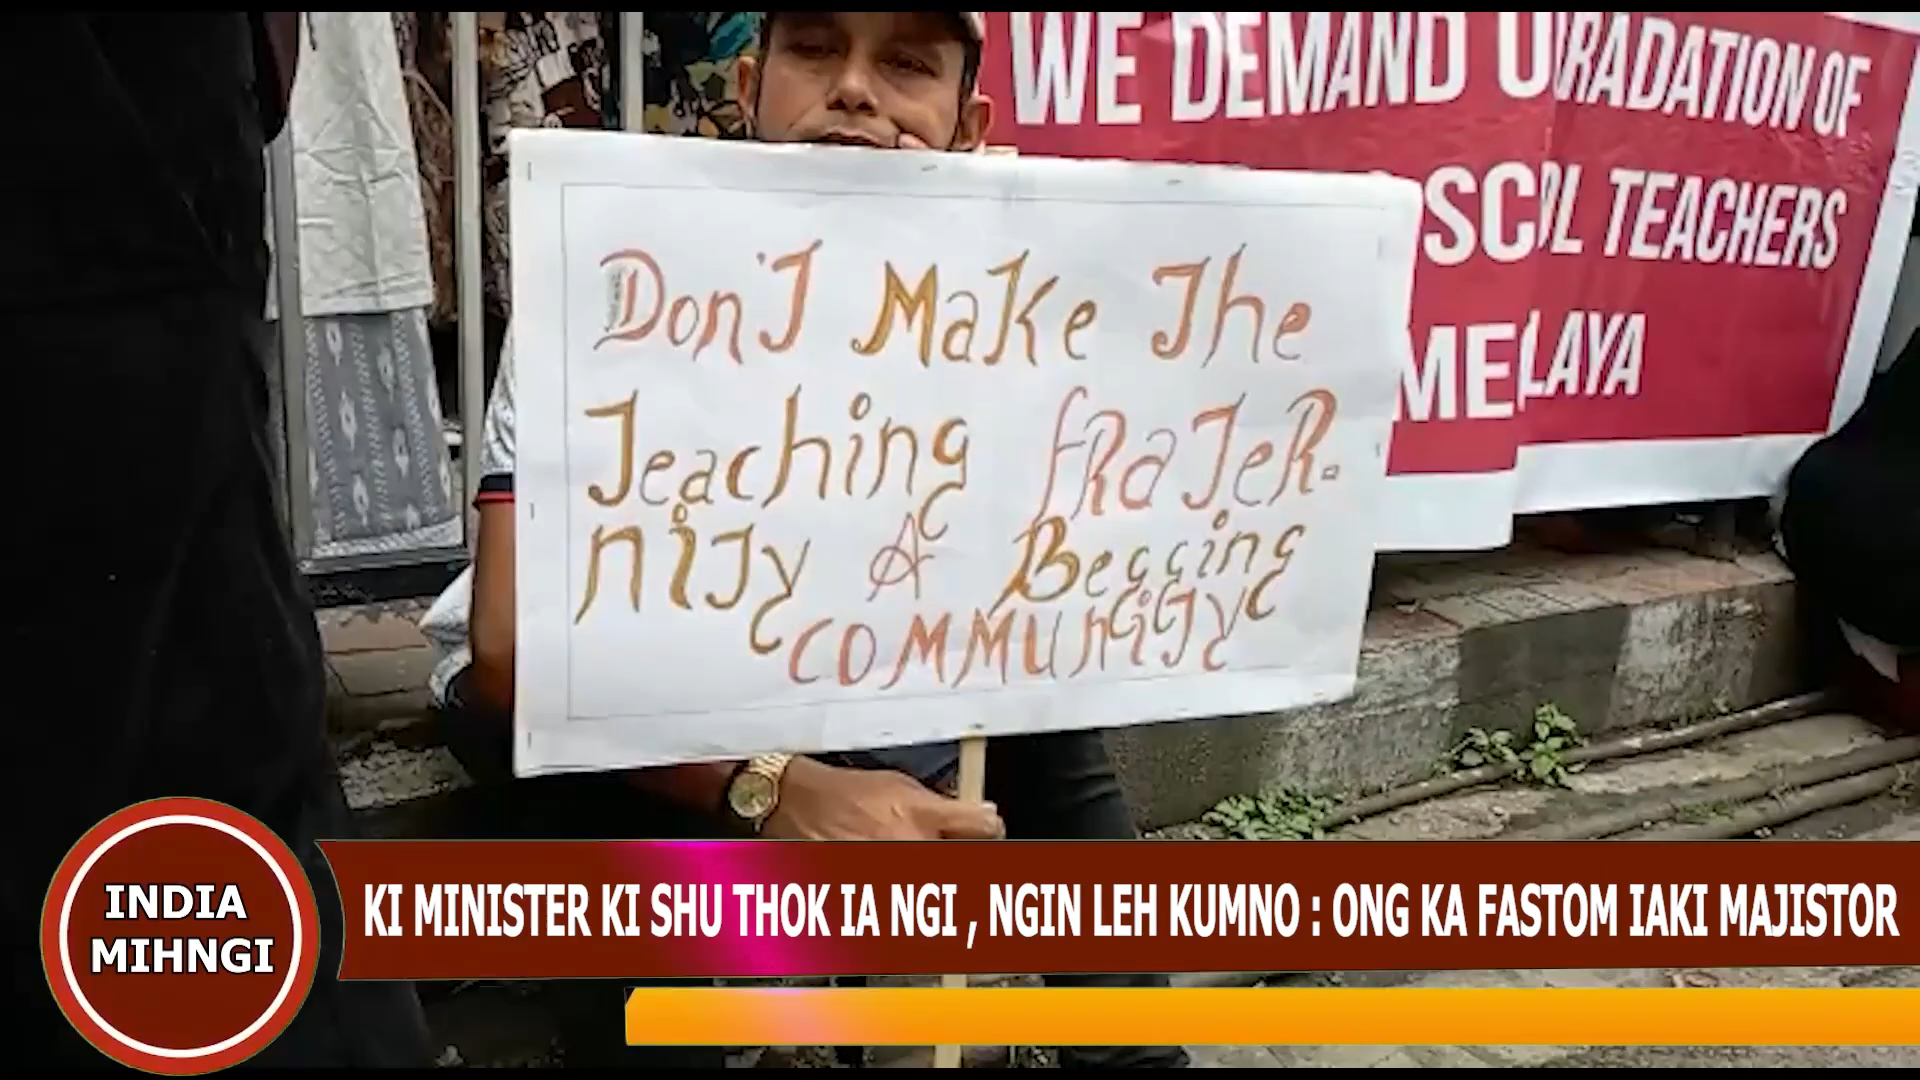 WE DEMAND U RADATION OF
SC OL TEACHERS
ME LAYA
Don'T Make The
Teaching fRaTeR-
niTy A Begging
COMMUniTy
INDIA
MIHNGI
KI MINISTER KI SHU THOK IA NGI , NGIN LEH KUMNO : ONG KA FASTOM IAKI MAJISTOR